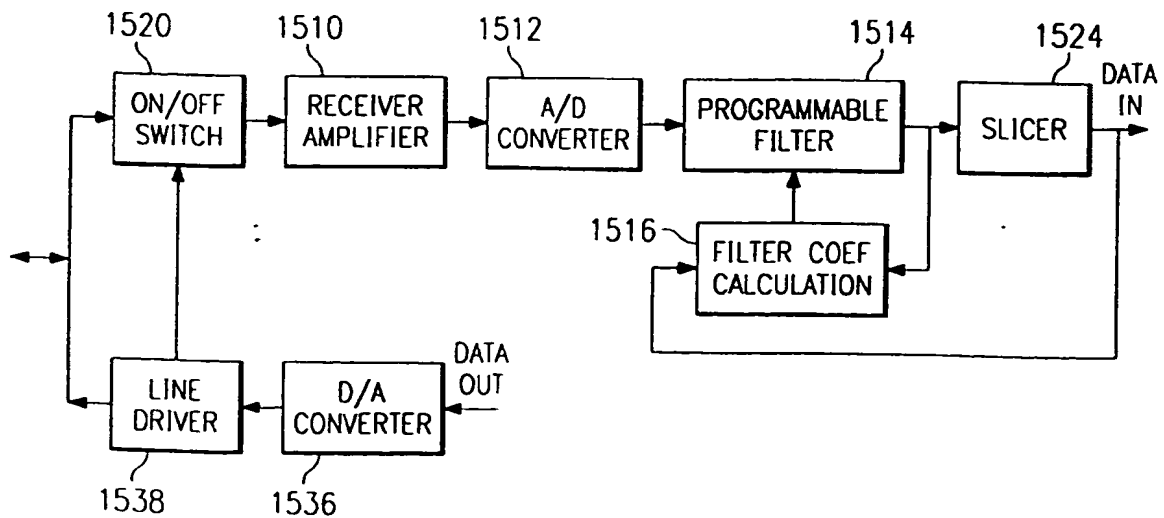 1520
1510
1512
1514
1524
ON/OFF
SWITCH
RECEIVER
AMPLIFIER
A/D
CONVERTER
PROGRAMMABLE
FILTER
SLICER
DATA
IN
1516
FILTER COEF
CALCULATION
LINE
DRIVER
D/A
CONVERTER
DATA
OUT
1538
1536